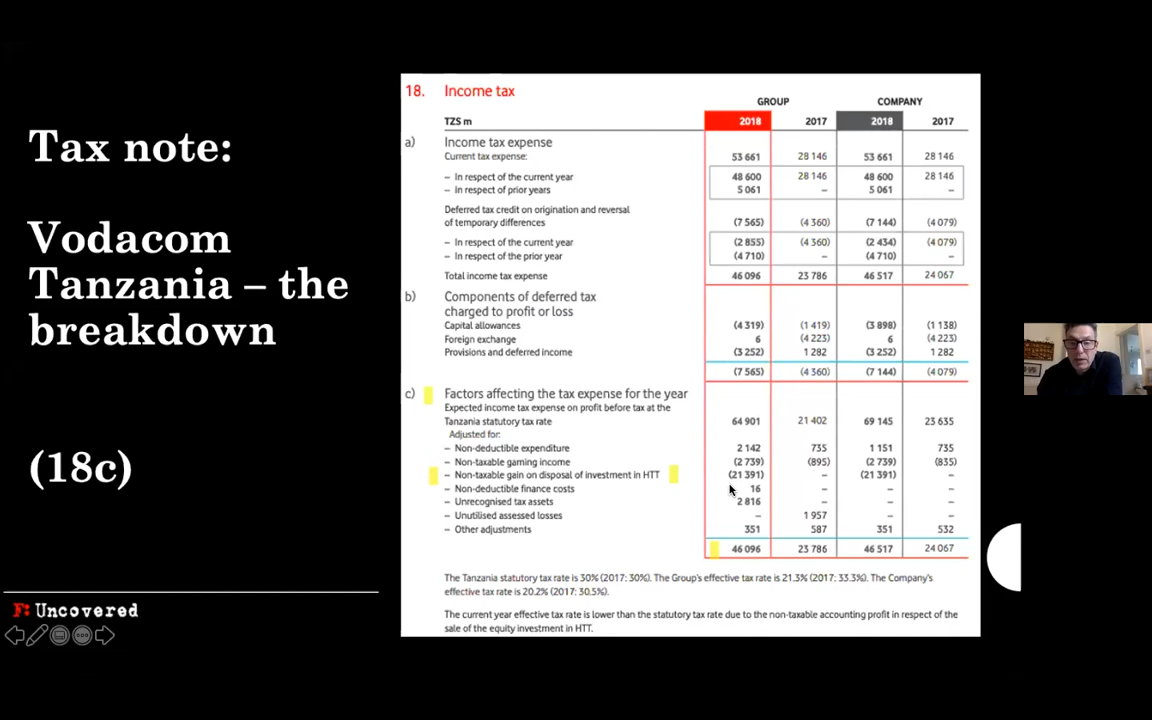 Tax note:
Vodacom
Tanzania – the
breakdown
(18c)
F: Uncovered
18. Income tax
GROUP COMPANY
TZS m 2018 2017 2018 2017
a) Income tax expense
Current tax expense: 53 661 28 146 53 661 28 146
– In respect of the current year 48 600 28 146 48 600 28 146
– In respect of prior years 5 061 – 5 061 –
Deferred tax credit on origination and reversal
of temporary differences (7 565) (4 360) (7 144) (4 079)
– In respect of the current year (2 855) (4 360) (2 434) (4 079)
– In respect of the prior year (4 710) – (4 710) –
Total income tax expense 46 096 23 786 46 517 24 067
b) Components of deferred tax
charged to profit or loss
Capital allowances (4 319) (1 419) (3 898) (1 138)
Foreign exchange 6 (4 223) 6 (4 223)
Provisions and deferred income (3 252) 1 282 (3 252) 1 282
(7 565) (4 360) (7 144) (4 079)
c) Factors affecting the tax expense for the year
Expected income tax expense on profit before tax at the
Tanzania statutory tax rate 64 901 21 402 69 145 23 635
Adjusted for:
– Non-deductible expenditure 2 142 735 1 151 735
– Non-taxable gaming income (2 739) (895) (2 739) (835)
– Non-taxable gain on disposal of investment in HTT (21 391) – (21 391) –
– Non-deductible finance costs 16 – – –
– Unrecognised tax assets 2 816 – – –
– Unutilised assessed losses – 1 957 – –
– Other adjustments 351 587 351 532
46 096 23 786 46 517 24 067
The Tanzania statutory tax rate is 30% (2017: 30%). The Group's effective tax rate is 21.3% (2017: 33.3%). The Company's
effective tax rate is 20.2% (2017: 30.5%).
The current year effective tax rate is lower than the statutory tax rate due to the non-taxable accounting profit in respect of the
sale of the equity investment in HTT.